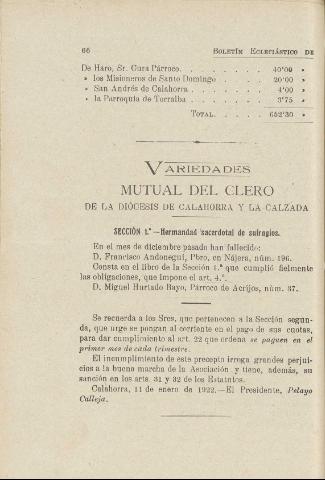 66 BOLETÍN ECLECIÁSTICO DE
De Haro, Sr. Cura Párroco. . . . . . . 40'00 »
» los Misioneros de Santo Domingo . . . . 20'00 »
» San Andrés de Calahorra . . . . . . 4'00 »
» la Parroquia de Torralba . . . . . . 3'75 »
TOTAL. . . . . 652'30 »
VARIEDADES
MUTUAL DEL CLERO
DE LA DIÓCESIS DE CALAHORRA Y LA CALZADA
SECCIÓN 1.ª—Hermandad sacerdotal de sufragios.
En el mes de diciembre pasado han fallecido:
D. Francisco Andonegui, Pbro. en Nájera, núm. 196.
Consta en el libro de la Sección 1.ª que cumplió fielmente
las obligaciones, que impone el art. 4.º
D. Miguel Hurtado Bayo, Párroco de Acrijos, núm. 37.
Se recuerda a los Sres. que pertenecen a la Sección segun-
da, que urge se pongan al corriente en el pago de sus cuotas,
para dar cumplimiento al art. 22 que ordena se paguen en el
primer mes de cada trimestre.
El incumplimiento de este precepto irroga grandes perjui-
cios a la buena marcha de la Asociación y tiene, además, su
sanción en los arts. 31 y 32 de los Estatutos.
Calahorra, 11 de enero de 1922.—El Presidente, Pelayo
Calleja.